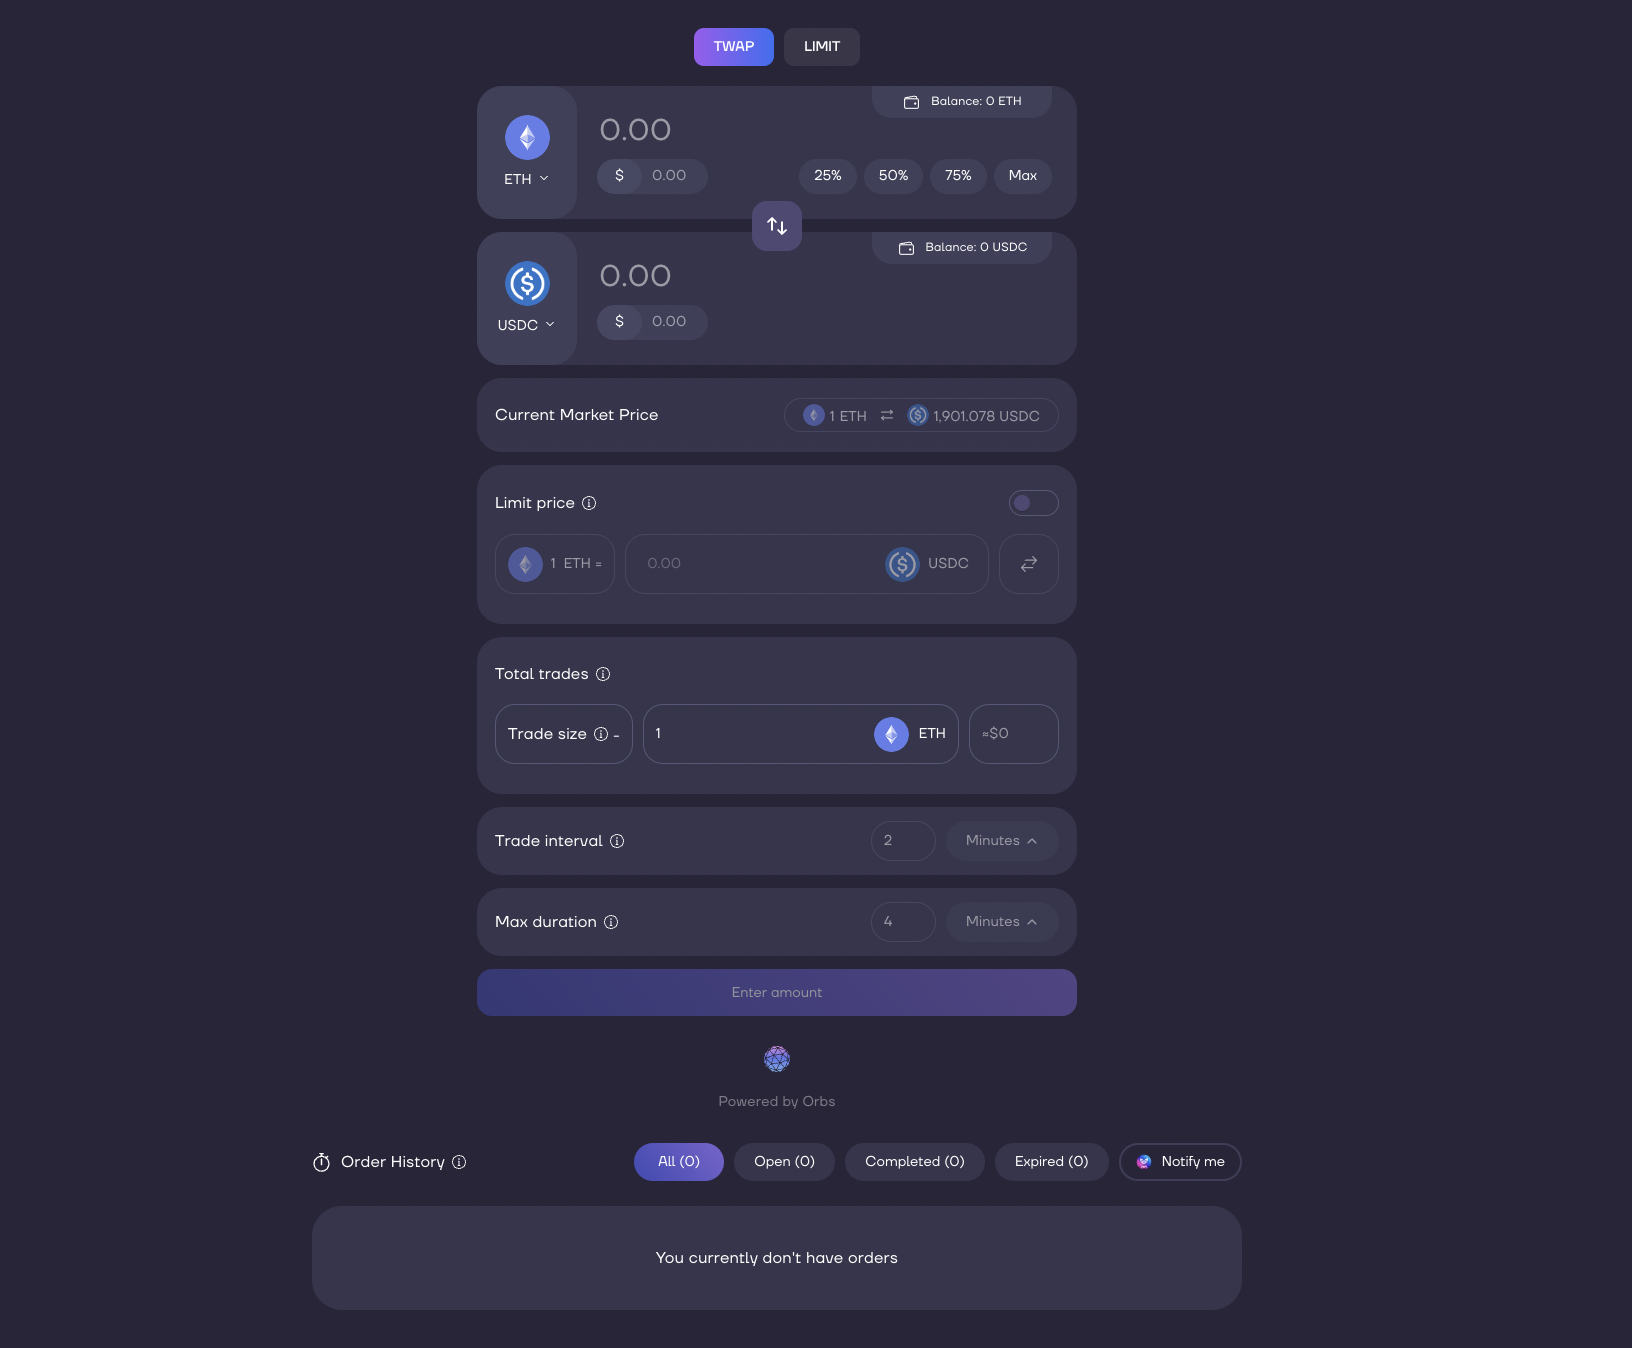 TWAP LIMIT
Balance: 0 ETH
0.00
ETH
$ 0.00 25% 50% 75% Max
Balance: 0 USDC
0.00
USDC
$ 0.00
Current Market Price 1 ETH 1,901.078 USDC
Limit price
1 ETH = 0.00 USDC
Total trades
Trade size - 1 ETH ≈$0
Trade interval 2 Minutes
Max duration 4 Minutes
Enter amount
Powered by Orbs
Order History All (0) Open (0) Completed (0) Expired (0) Notify me
You currently don't have orders